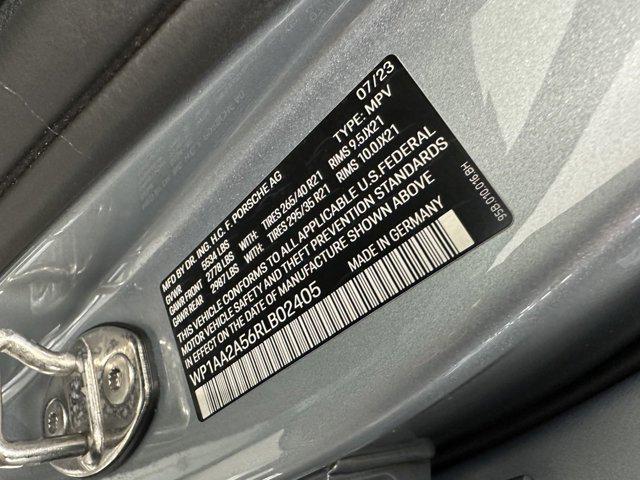 07/23
MFD BY DR. ING. H.C. F. PORSCHE AG TYPE: MPV
GVWR 5534 LBS WITH: TIRES 265/40 R21 RIMS 9.5JX21
GAWR FRONT 2778 LBS WITH: TIRES 295/35 R21 RIMS 10.0JX21
GAWR REAR 2987 LBS
THIS VEHICLE CONFORMS TO ALL APPLICABLE U.S. FEDERAL
MOTOR VEHICLE SAFETY AND THEFT PREVENTION STANDARDS
IN EFFECT ON THE DATE OF MANUFACTURE SHOWN ABOVE
MADE IN GERMANY
WP1AA2A56RLB02405
95B.010.016.BH